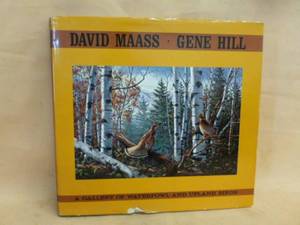 DAVID MAASS · GENE HILL
A GALLERY OF WATERFOWL AND UPLAND BIRDS